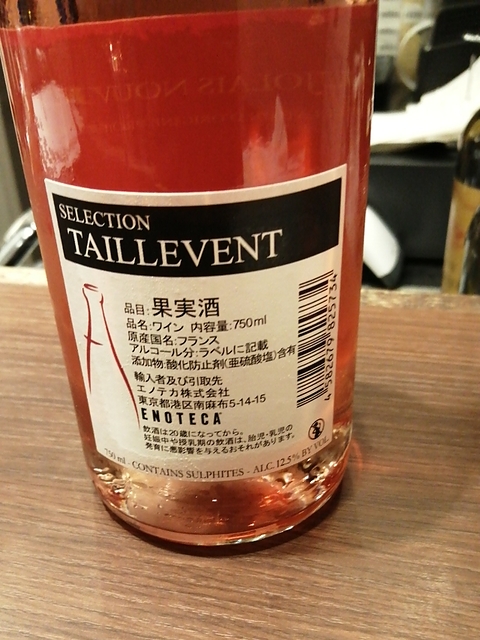 SELECTION
TAILLEVENT
品目:果実酒
品名:ワイン 内容量:750ml
原産国名:フランス
アルコール分:ラベルに記載
添加物:酸化防止剤(亜硫酸塩)含有
輸入者及び引取先
エノテカ株式会社
東京都港区南麻布5-14-15
ENOTECA
飲酒は20歳になってから。
妊娠中や授乳期の飲酒は、胎児・乳児の
発育に悪影響を与えるおそれがあります。
750 ml - CONTAINS SULPHITES - ALC. 12.5% BY VOL.
4 582619 825734